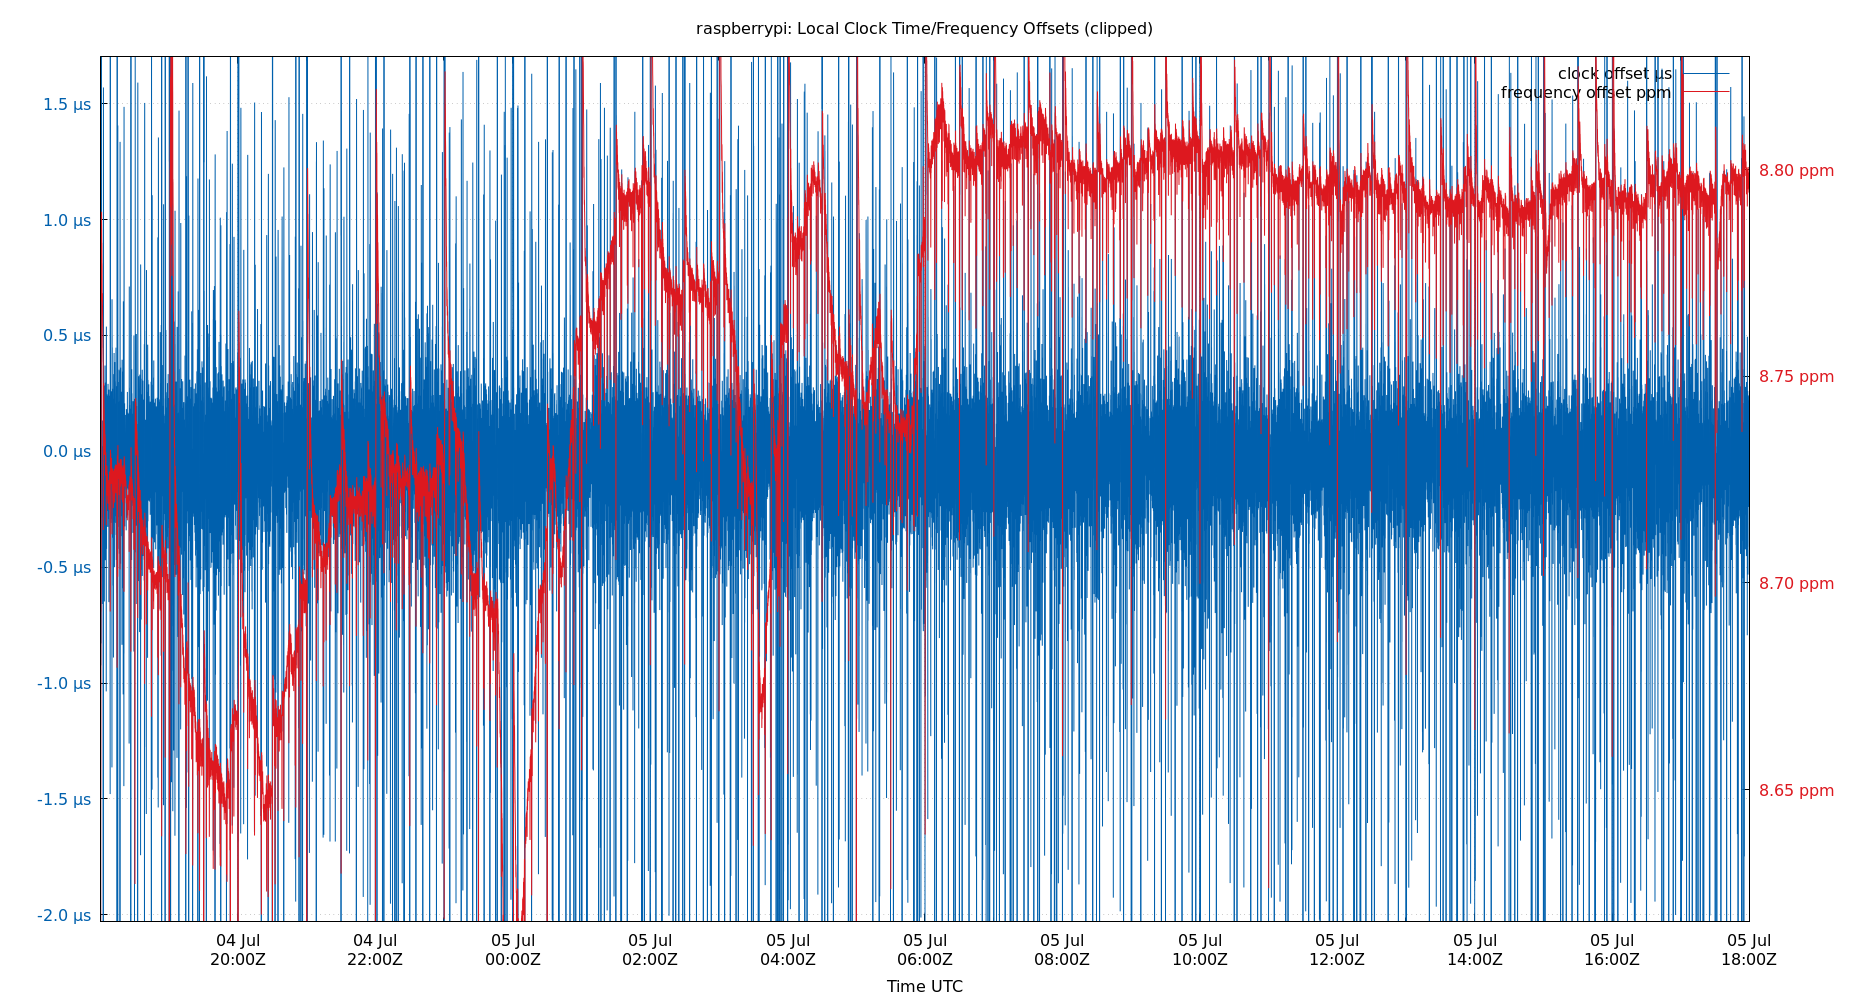 raspberrypi: Local Clock Time/Frequency Offsets (clipped)
clock offset µs
frequency offset ppm
1.5 µs
1.0 µs
0.5 µs
0.0 µs
-0.5 µs
-1.0 µs
-1.5 µs
-2.0 µs
8.80 ppm
8.75 ppm
8.70 ppm
8.65 ppm
04 Jul 04 Jul 05 Jul 05 Jul 05 Jul 05 Jul 05 Jul 05 Jul 05 Jul 05 Jul 05 Jul 05 Jul
20:00Z 22:00Z 00:00Z 02:00Z 04:00Z 06:00Z 08:00Z 10:00Z 12:00Z 14:00Z 16:00Z 18:00Z
Time UTC